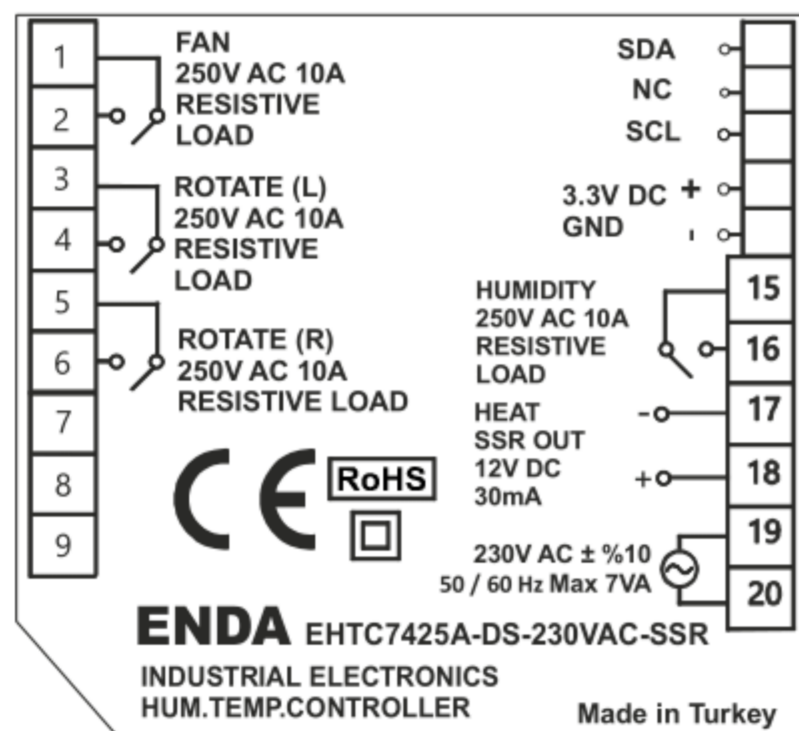 1
FAN
250V AC 10A
2
RESISTIVE
LOAD
3
ROTATE (L)
250V AC 10A
4
RESISTIVE
LOAD
5
ROTATE (R)
6
250V AC 10A
RESISTIVE LOAD
7
8
9
SDA
NC
SCL
3.3V DC +
GND -
HUMIDITY
15
250V AC 10A
RESISTIVE
16
LOAD
HEAT - 17
SSR OUT
12V DC + 18
30mA
19
230V AC ± %10
50 / 60 Hz Max 7VA
20
CE
RoHS
ENDA EHTC7425A-DS-230VAC-SSR
INDUSTRIAL ELECTRONICS
HUM.TEMP.CONTROLLER
Made in Turkey